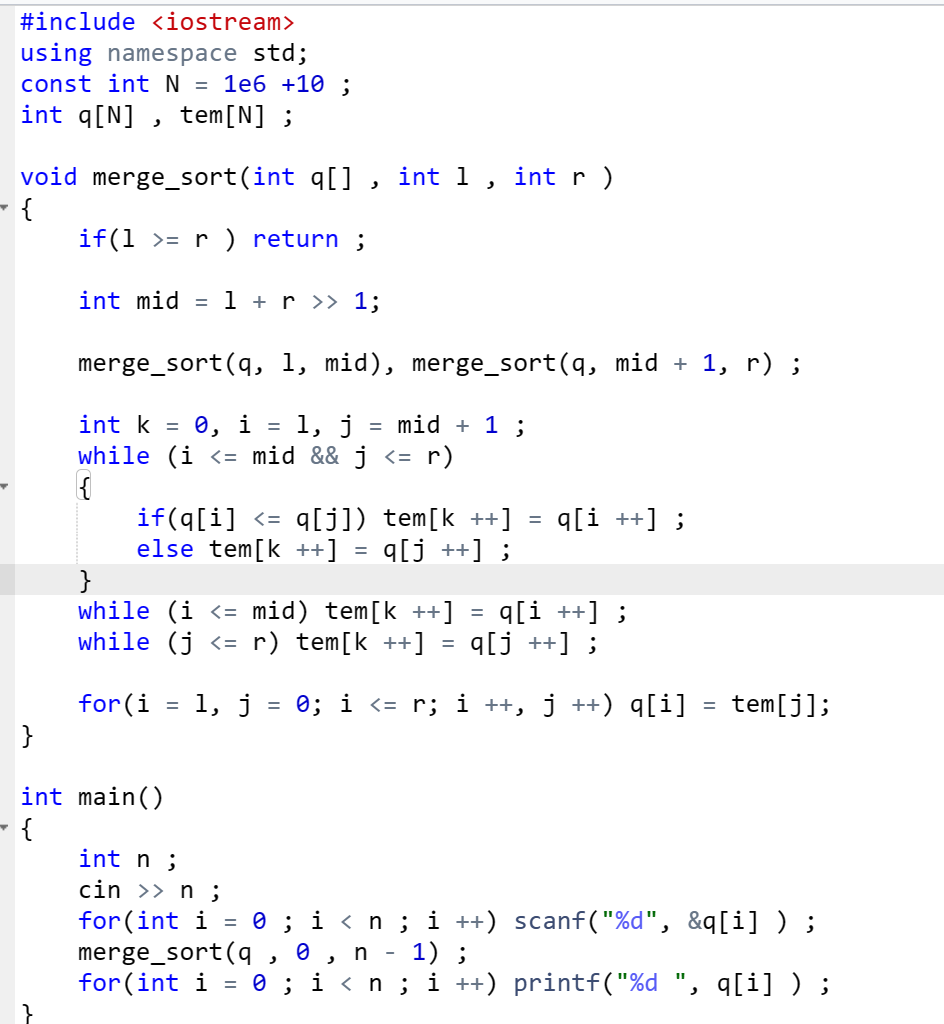 #include <iostream>
using namespace std;
const int N = 1e6 +10 ;
int q[N] , tem[N] ;

void merge_sort(int q[] , int l , int r )
{
    if(l >= r ) return ;

    int mid = l + r >> 1;

    merge_sort(q, l, mid), merge_sort(q, mid + 1, r) ;

    int k = 0, i = l, j = mid + 1 ;
    while (i <= mid && j <= r)
    {
        if(q[i] <= q[j]) tem[k ++] = q[i ++] ;
        else tem[k ++] = q[j ++] ;
    }
    while (i <= mid) tem[k ++] = q[i ++] ;
    while (j <= r) tem[k ++] = q[j ++] ;

    for(i = l, j = 0; i <= r; i ++, j ++) q[i] = tem[j];
}

int main()
{
    int n ;
    cin >> n ;
    for(int i = 0 ; i < n ; i ++) scanf("%d", &q[i] ) ;
    merge_sort(q , 0 , n - 1) ;
    for(int i = 0 ; i < n ; i ++) printf("%d ", q[i] ) ;
}